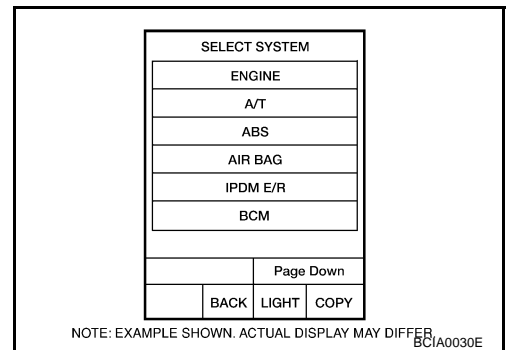 SELECT SYSTEM
ENGINE
A/T
ABS
AIR BAG
IPDM E/R
BCM
Page Down
BACK LIGHT COPY
NOTE: EXAMPLE SHOWN. ACTUAL DISPLAY MAY DIFFER.
BCIA0030E